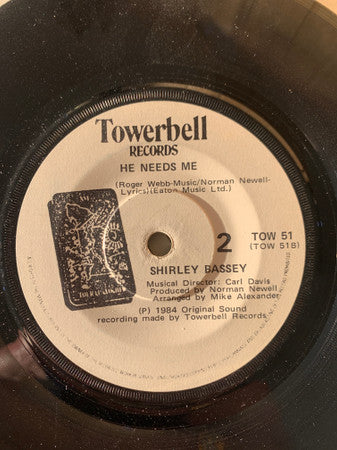 Towerbell
RECORDS
HE NEEDS ME
(Roger Webb-Music/Norman Newell-
Lyrics)(Eaton Music Ltd.)
2
TOW 51
(TOW 51B)
SHIRLEY BASSEY
Musical Director: Carl Davis
Produced by Norman Newell
Arranged by Mike Alexander
(P) 1984 Original Sound
recording made by Towerbell Records.